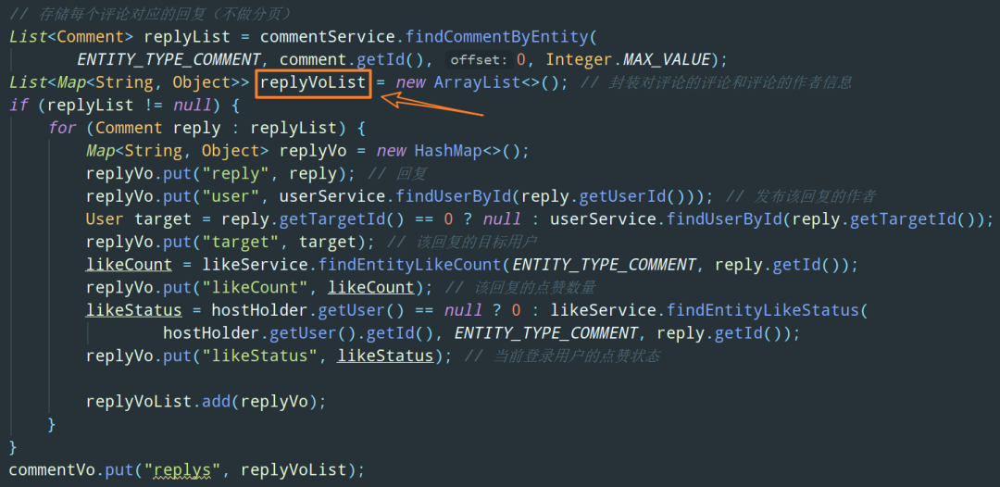 // 存储每个评论对应的回复（不做分页）
List<Comment> replyList = commentService.findCommentByEntity(
ENTITY_TYPE_COMMENT, comment.getId(), offset: 0, Integer.MAX_VALUE);
List<Map<String, Object>> replyVoList = new ArrayList<>(); // 封装对评论的评论和评论的作者信息
if (replyList != null) {
for (Comment reply : replyList) {
Map<String, Object> replyVo = new HashMap<>();
replyVo.put("reply", reply); // 回复
replyVo.put("user", userService.findUserById(reply.getUserId())); // 发布该回复的作者
User target = reply.getTargetId() == 0 ? null : userService.findUserById(reply.getTargetId());
replyVo.put("target", target); // 该回复的目标用户
likeCount = likeService.findEntityLikeCount(ENTITY_TYPE_COMMENT, reply.getId());
replyVo.put("likeCount", likeCount); // 该回复的点赞数量
likeStatus = hostHolder.getUser() == null ? 0 : likeService.findEntityLikeStatus(
hostHolder.getUser().getId(), ENTITY_TYPE_COMMENT, reply.getId());
replyVo.put("likeStatus", likeStatus); // 当前登录用户的点赞状态
replyVoList.add(replyVo);
}
}
commentVo.put("replys", replyVoList);